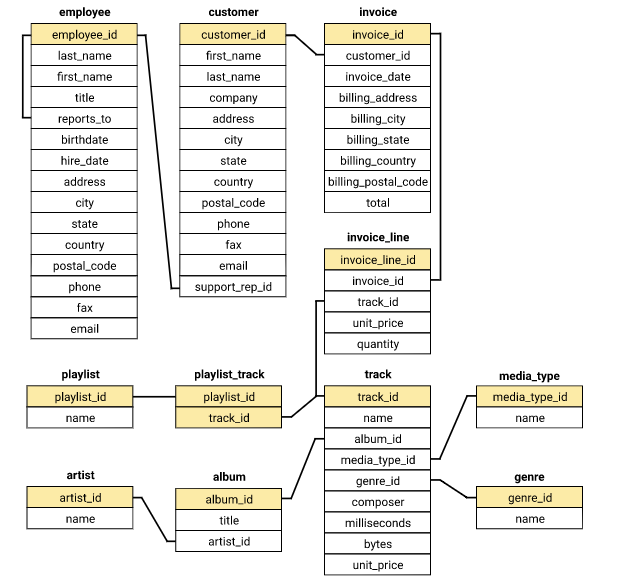 employee
employee_id
last_name
first_name
title
reports_to
birthdate
hire_date
address
city
state
country
postal_code
phone
fax
email
customer
customer_id
first_name
last_name
company
address
city
state
country
postal_code
phone
fax
email
support_rep_id
invoice
invoice_id
customer_id
invoice_date
billing_address
billing_city
billing_state
billing_country
billing_postal_code
total
invoice_line
invoice_line_id
invoice_id
track_id
unit_price
quantity
playlist
playlist_id
name
playlist_track
playlist_id
track_id
track
track_id
name
album_id
media_type_id
genre_id
composer
milliseconds
bytes
unit_price
media_type
media_type_id
name
artist
artist_id
name
album
album_id
title
artist_id
genre
genre_id
name